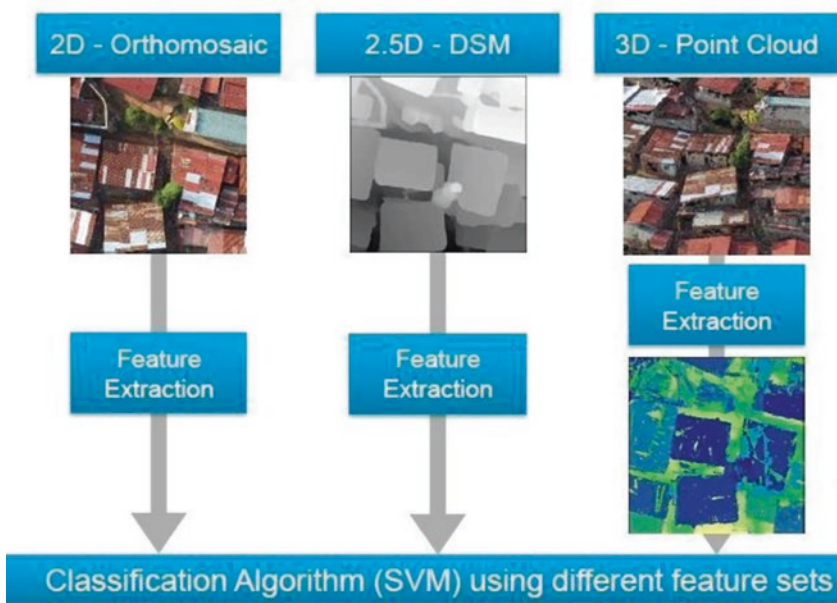 2D - Orthomosaic
2.5D - DSM
3D - Point Cloud
Feature
Extraction
Feature
Extraction
Feature
Extraction
Classification Algorithm (SVM) using different feature sets